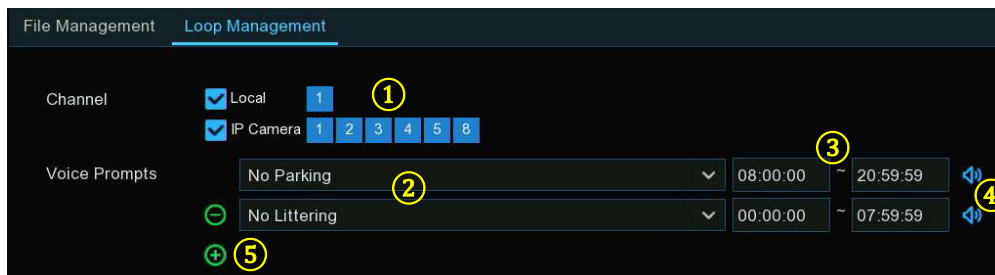 File Management Loop Management
Channel Local 1 ①
IP Camera 1 2 3 4 5 8
③
Voice Prompts No Parking 08:00:00 ~ 20:59:59
② ④
No Littering 00:00:00 ~ 07:59:59
⑤